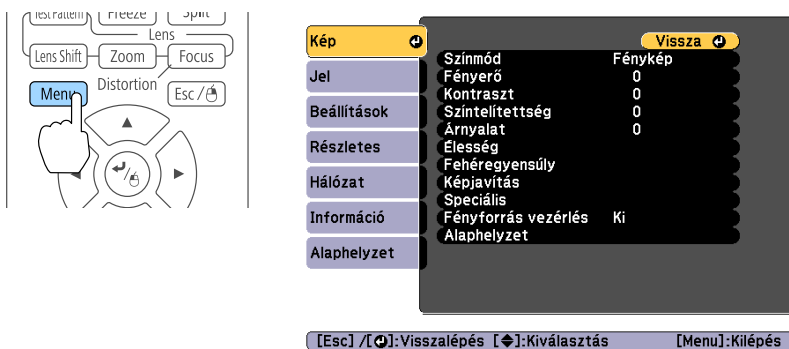 Test Pattern Freeze Split
Lens
Lens Shift Zoom Focus
Distortion
Menu Esc /
Kép
Jel
Beállítások
Részletes
Hálózat
Információ
Alaphelyzet
Vissza
Színmód Fénykép
Fényerő 0
Kontraszt 0
Színtelítettség 0
Árnyalat 0
Élesség
Fehéregyensúly
Képjavítás
Speciális
Fényforrás vezérlés Ki
Alaphelyzet
[Esc] /[ ]:Visszalépés [ ]:Kiválasztás [Menu]:Kilépés